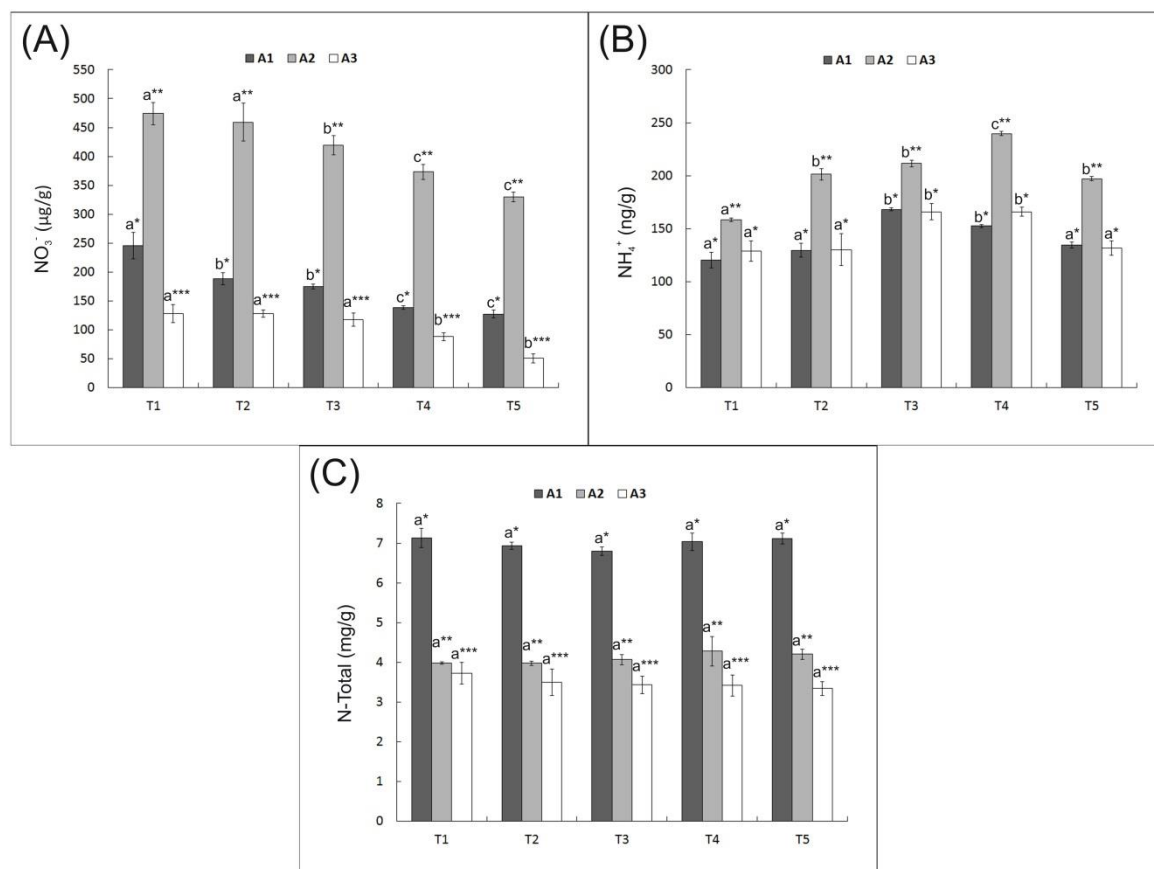 (A)
A1 A2 A3
550
500
450
400
350
300
250
200
150
100
50
0
NO₃⁻ (µg/g)
a* a** a***
b* a** a***
b* b** a***
c* c** b***
c* c** b***
T1 T2 T3 T4 T5
(B)
A1 A2 A3
300
250
200
150
100
50
0
NH₄⁺ (ng/g)
a* a** a*
a* b** a*
b* b** b*
b* c** b*
a* b** a*
T1 T2 T3 T4 T5
(C)
A1 A2 A3
8
7
6
5
4
3
2
1
0
N-Total (mg/g)
a* a** a***
a* a** a***
a* a** a***
a* a** a***
a* a** a***
T1 T2 T3 T4 T5